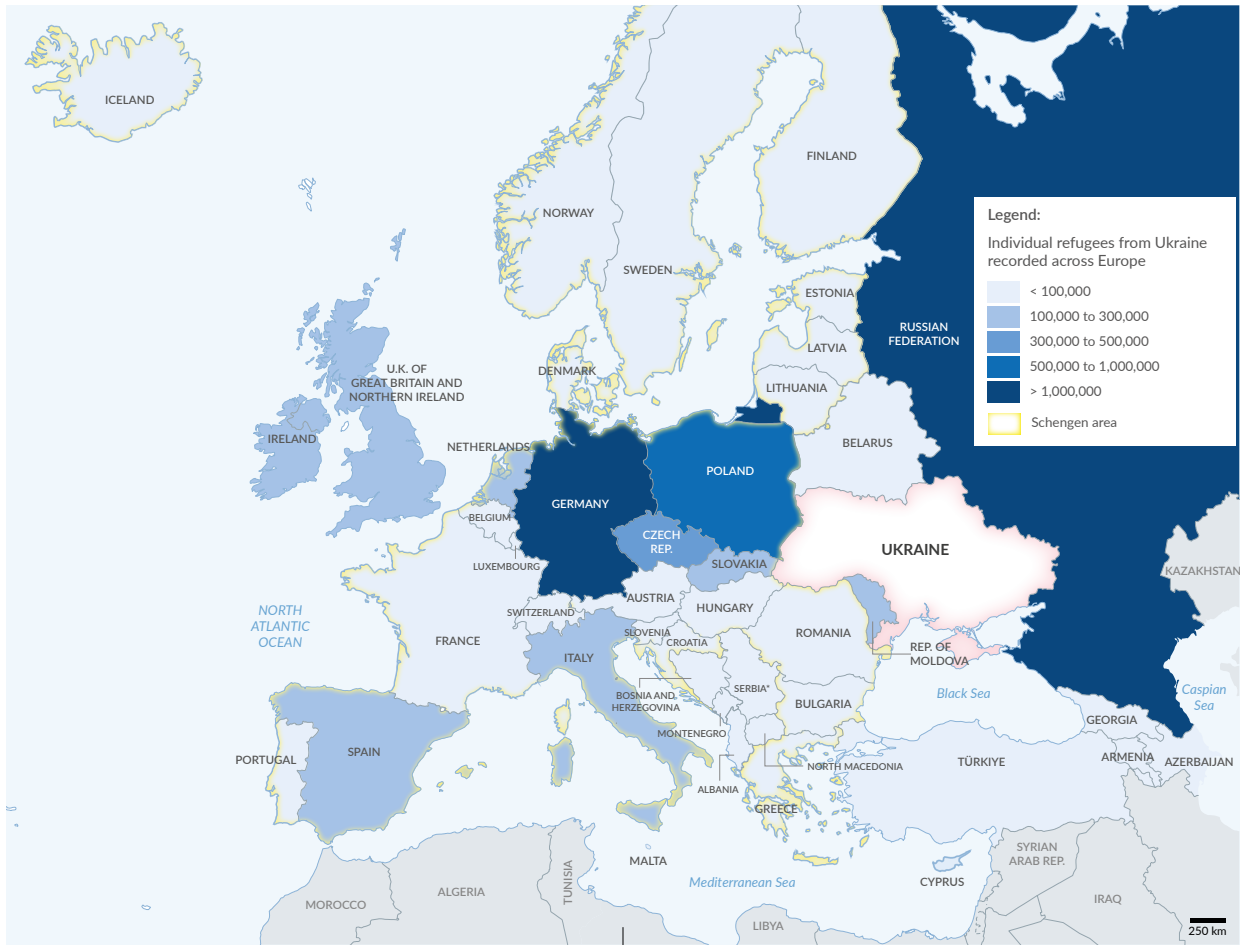 ICELAND
FINLAND
NORWAY
SWEDEN
Legend:
Individual refugees from Ukraine
recorded across Europe
< 100,000
100,000 to 300,000
300,000 to 500,000
500,000 to 1,000,000
> 1,000,000
Schengen area
ESTONIA
RUSSIAN
FEDERATION
LATVIA
DENMARK
LITHUANIA
U.K. OF
GREAT BRITAIN AND
NORTHERN IRELAND
IRELAND
NETHERLANDS
BELARUS
POLAND
GERMANY
BELGIUM
CZECH
REP.
UKRAINE
LUXEMBOURG
SLOVAKIA
KAZAKHSTAN
NORTH
ATLANTIC
OCEAN
AUSTRIA
HUNGARY
SWITZERLAND
FRANCE
SLOVENIA
CROATIA
ROMANIA
ITALY
REP. OF
MOLDOVA
BOSNIA AND
HERZEGOVINA
SERBIA*
Black Sea
Caspian
Sea
BULGARIA
MONTENEGRO
GEORGIA
PORTUGAL
SPAIN
NORTH MACEDONIA
TÜRKIYE
ARMENIA
AZERBAIJAN
ALBANIA
GREECE
MALTA
Mediterranean Sea
CYPRUS
SYRIAN
ARAB REP.
TUNISIA
ALGERIA
MOROCCO
LIBYA
IRAQ
250 km